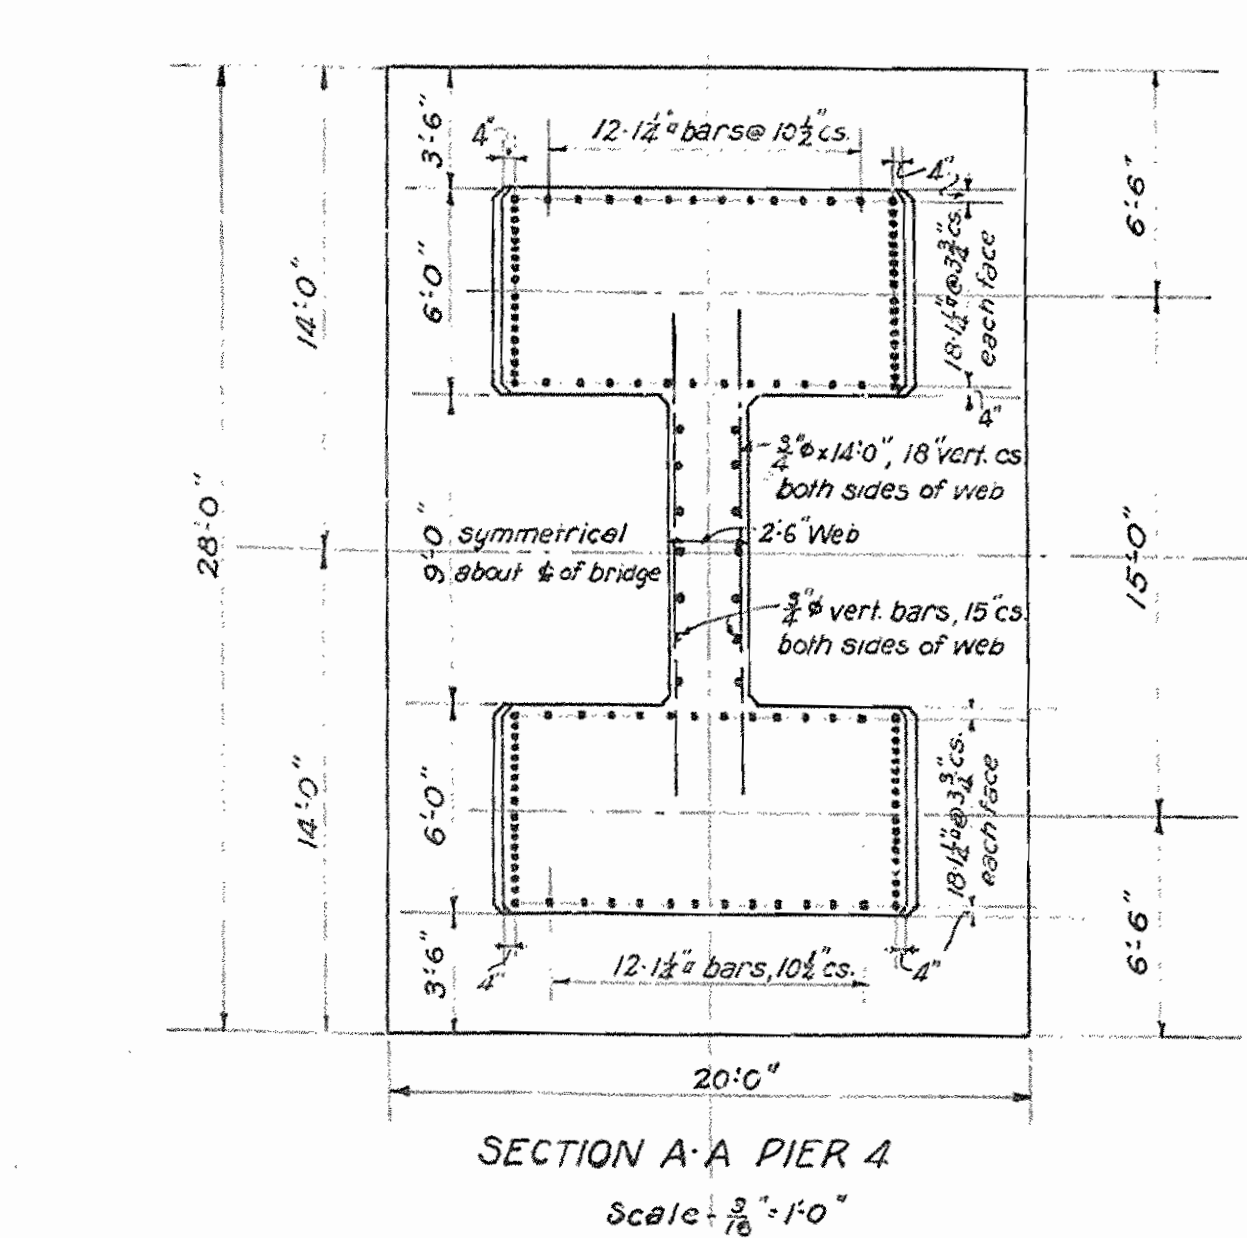 3'-6"
4"
12-1¼"□ bars@10½"cs.
4"
6'-0"
18-1¼"□@3¾"cs.
each face
4"
14'-0"
6'-6"
28'-0"
9'-0"
symmetrical
about ℄ of bridge
¾"ϕx14'-0", 18"vert. cs
both sides of web
2'-6"Web
¾"ϕ vert. bars, 15"cs.
both sides of web
15'-0"
14'-0"
6'-0"
18-1¼"□@3¾"cs.
each face
3'-6"
4"
12-1¼"□ bars, 10½"cs.
4"
6'-6"
20'-0"
SECTION A-A PIER 4
Scale - 3/16" = 1'-0"